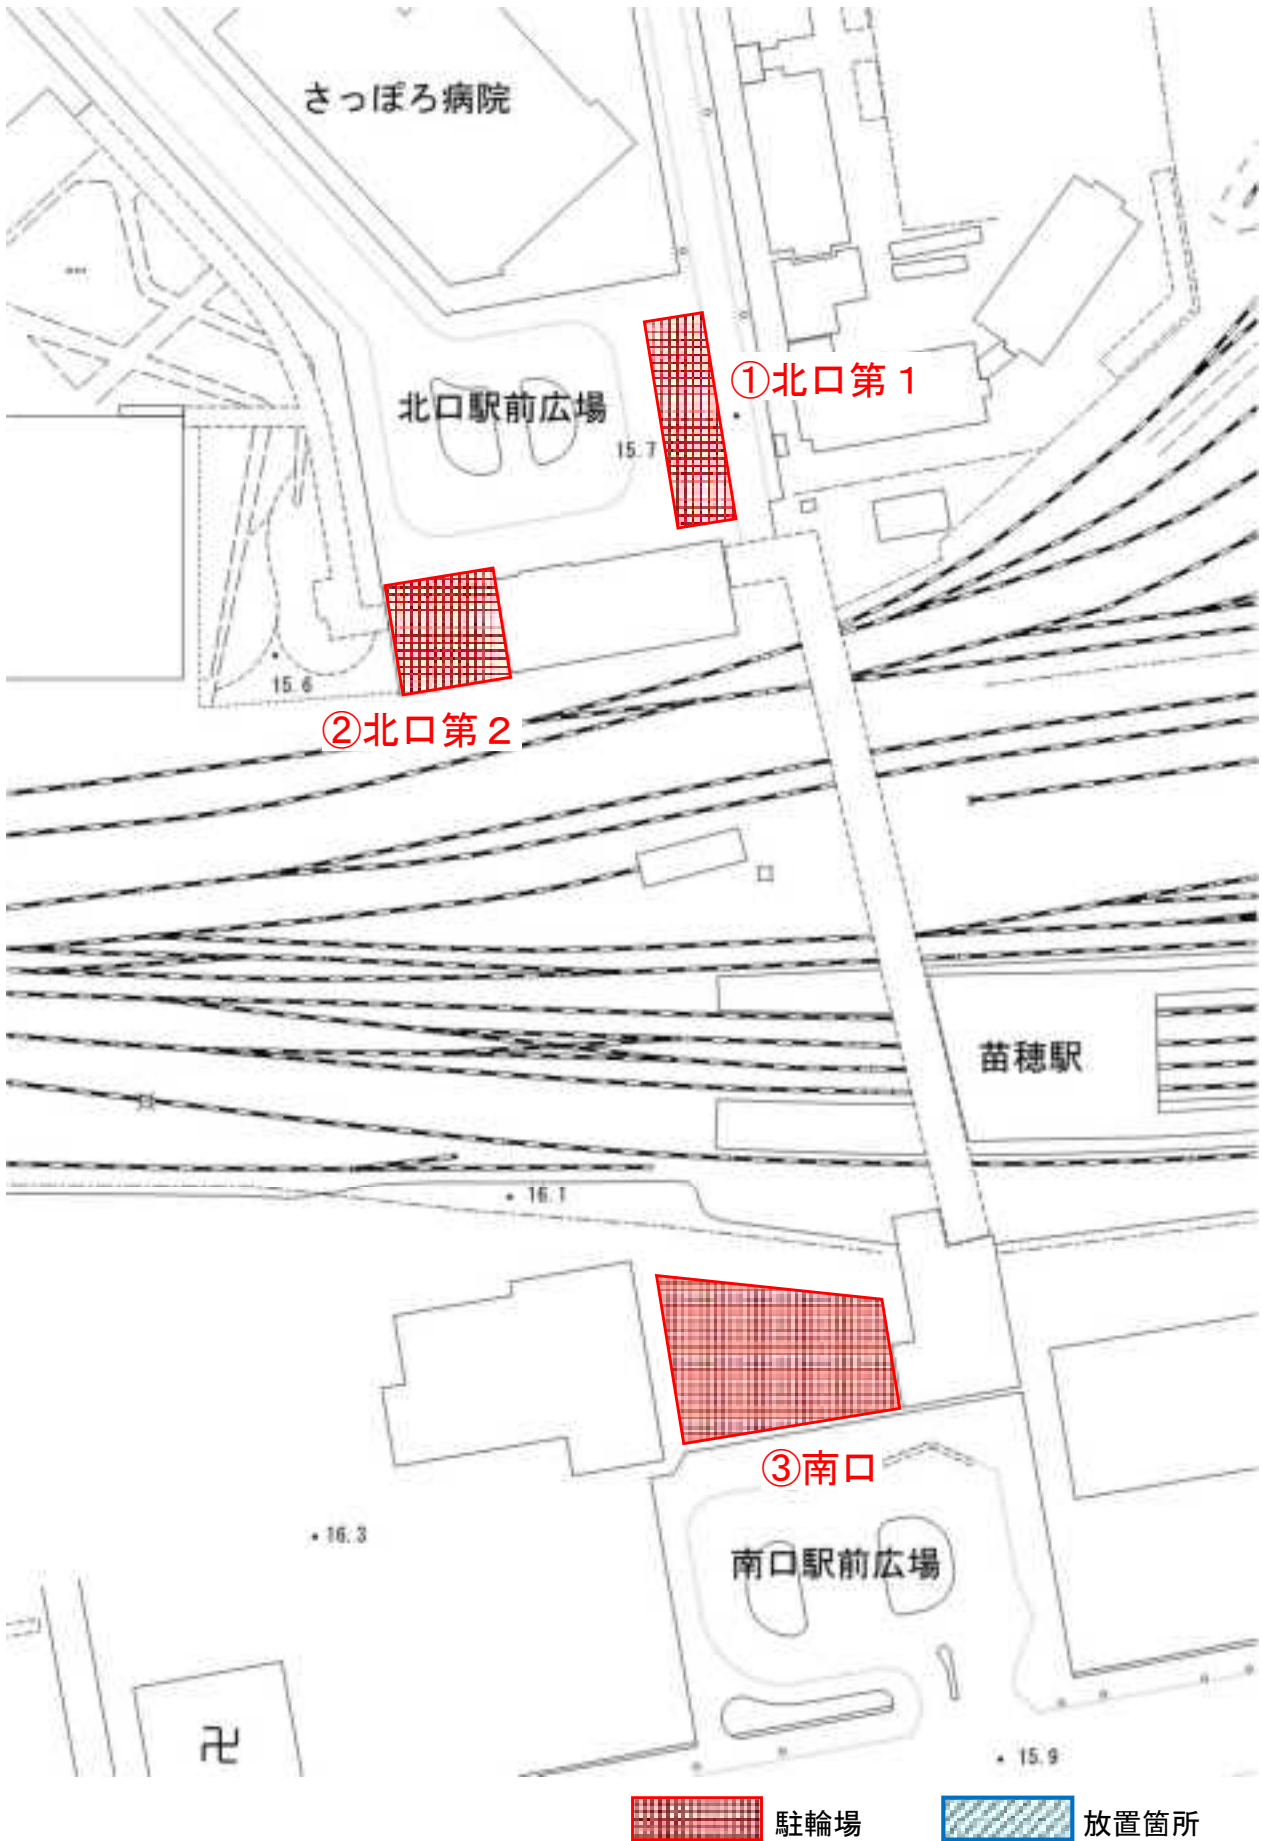 さっぽろ病院
①北口第１
北口駅前広場
15.7
15.6
②北口第２
苗穂駅
16.1
③南口
16.3
南口駅前広場
卍
15.9
駐輪場
放置箇所